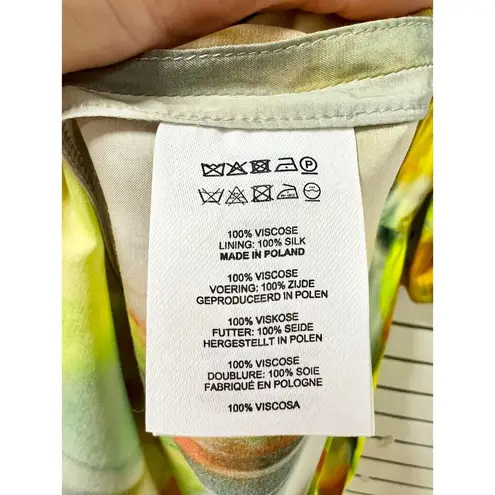 P
100% VISCOSE
LINING: 100% SILK
MADE IN POLAND
100% VISCOSE
VOERING: 100% ZIJDE
GEPRODUCEERD IN POLEN
100% VISKOSE
FUTTER: 100% SEIDE
HERGESTELLT IN POLEN
100% VISCOSE
DOUBLURE: 100% SOIE
FABRIQUÉ EN POLOGNE
100% VISCOSA